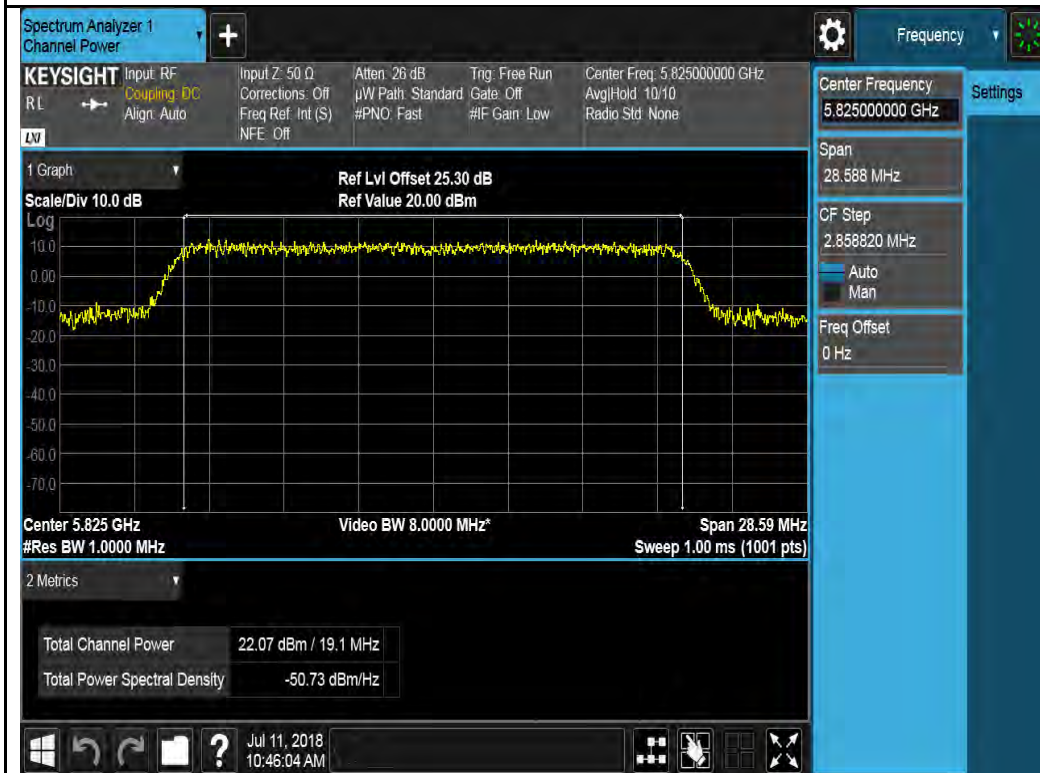 Spectrum Analyzer 1
Channel Power
+
Frequency
KEYSIGHT
RL
LXI
Input: RF
Coupling: DC
Align: Auto
Input Z: 50 Ω
Corrections: Off
Freq Ref: Int (S)
NFE: Off
Atten: 26 dB
µW Path: Standard
#PNO: Fast
Trig: Free Run
Gate: Off
#IF Gain: Low
Center Freq: 5.825000000 GHz
Avg|Hold: 10/10
Radio Std: None
Center Frequency
5.825000000 GHz
Settings
Span
28.588 MHz
CF Step
2.858820 MHz
Auto
Man
Freq Offset
0 Hz
1 Graph
Scale/Div 10.0 dB
Ref Lvl Offset 25.30 dB
Ref Value 20.00 dBm
Log
10.0
0.00
-10.0
-20.0
-30.0
-40.0
-50.0
-60.0
-70.0
Center 5.825 GHz
Video BW 8.0000 MHz*
Span 28.59 MHz
#Res BW 1.0000 MHz
Sweep 1.00 ms (1001 pts)
2 Metrics
Total Channel Power 22.07 dBm / 19.1 MHz
Total Power Spectral Density -50.73 dBm/Hz
?
Jul 11, 2018
10:46:04 AM